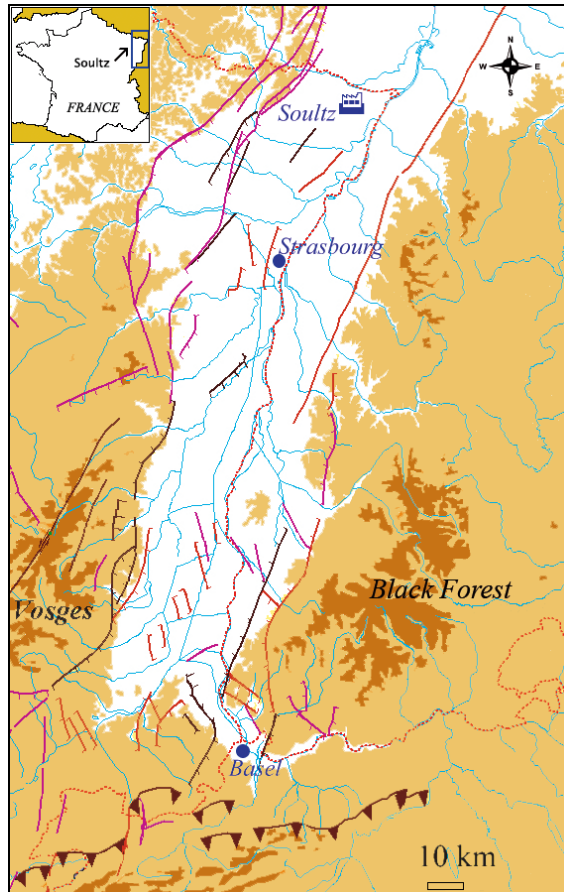 Soultz
FRANCE
N
W E
S
Soultz
Strasbourg
Black Forest
Vosges
Basel
10 km